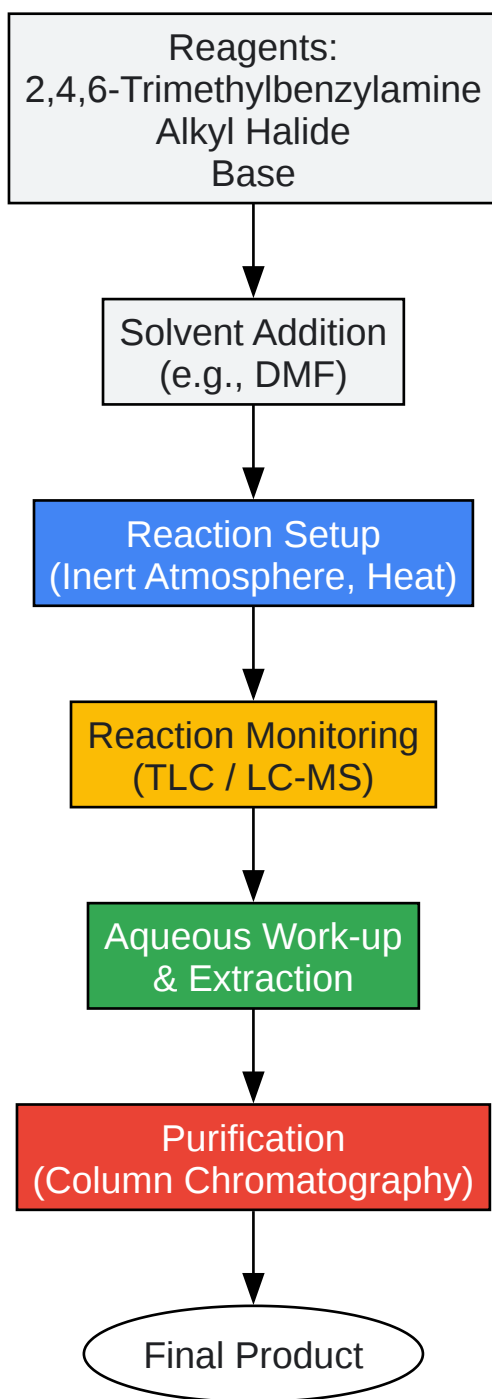 Reagents:
2,4,6-Trimethylbenzylamine
Alkyl Halide
Base
Solvent Addition
(e.g., DMF)
Reaction Setup
(Inert Atmosphere, Heat)
Reaction Monitoring
(TLC / LC-MS)
Aqueous Work-up
& Extraction
Purification
(Column Chromatography)
Final Product